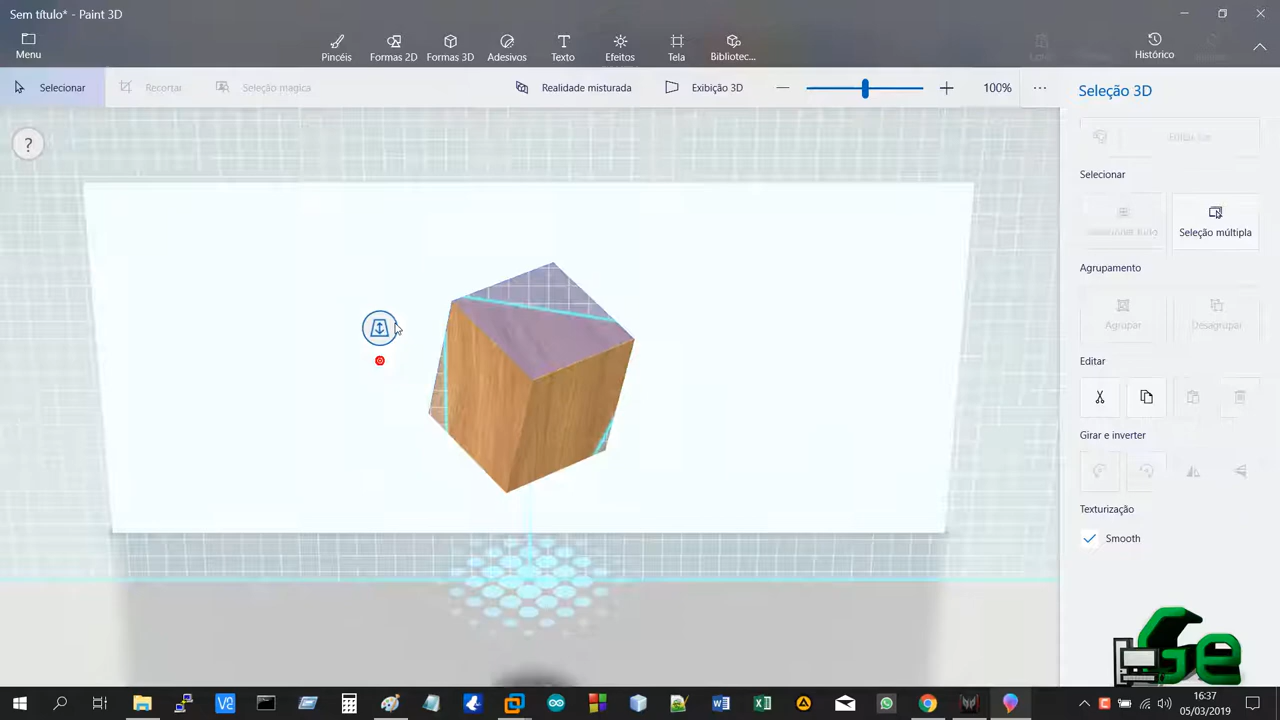 Sem título* - Paint 3D
Menu
Pincéis
Formas 2D
Formas 3D
Adesivos
Texto
Efeitos
Tela
Bibliotec...
Histórico
Selecionar
Recortar
Seleção magica
Realidade misturada
Exibição 3D
100%
Seleção 3D
?
Selecionar
Seleção múltipla
Agrupamento
Agrupar
Desagrupar
Editar
Girar e inverter
Texturização
Smooth
Ge
16:37
05/03/2019